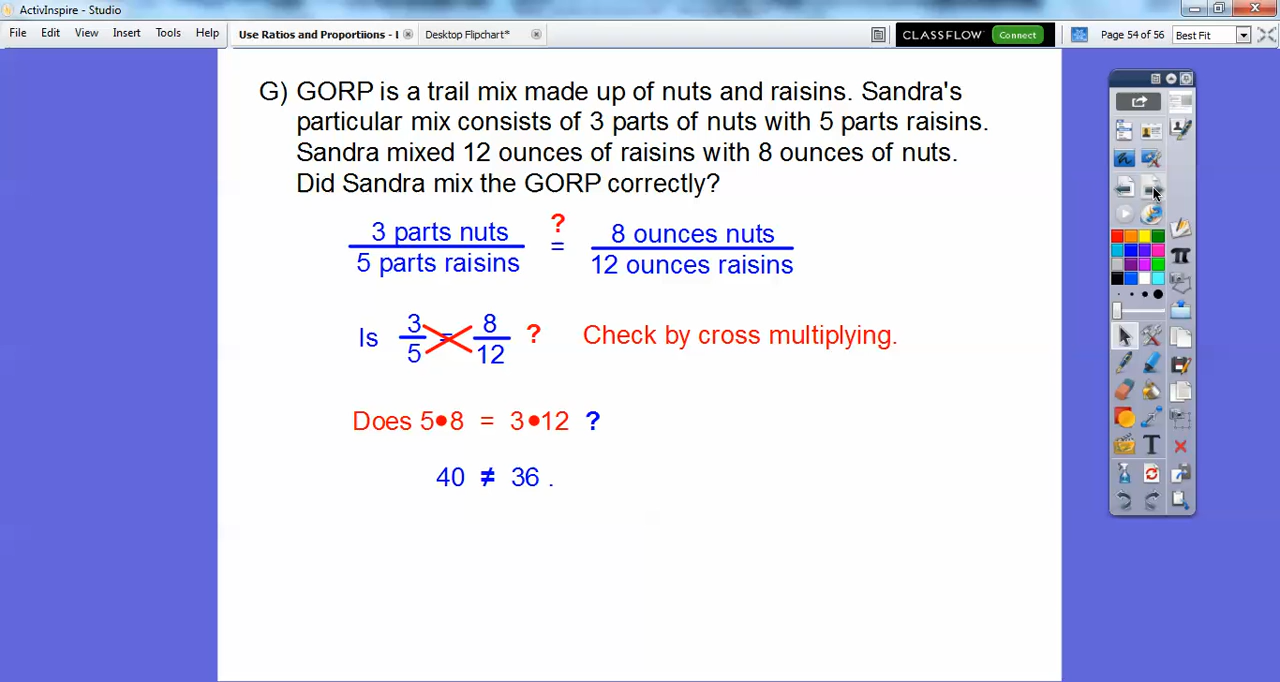 ActivInspire - Studio
File Edit View Insert Tools Help
Use Ratios and Proportiions - I
Desktop Flipchart*
CLASSFLOW Connect
Page 54 of 56
Best Fit
G) GORP is a trail mix made up of nuts and raisins. Sandra's
particular mix consists of 3 parts of nuts with 5 parts raisins.
Sandra mixed 12 ounces of raisins with 8 ounces of nuts.
Did Sandra mix the GORP correctly?
3 parts nuts ? 8 ounces nuts
=
5 parts raisins 12 ounces raisins
3 8
Is = ? Check by cross multiplying.
5 12
Does 5•8 = 3•12 ?
40 ≠ 36 .